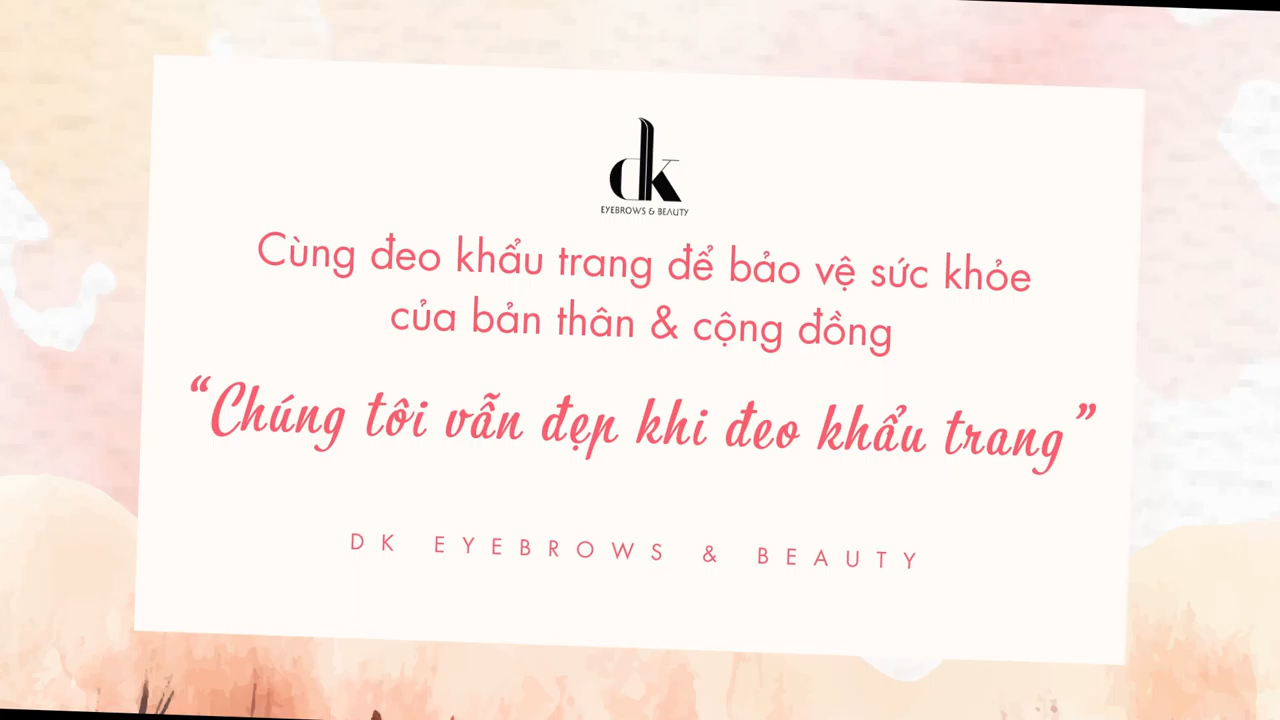 dk
EYEBROWS & BEAUTY
Cùng đeo khẩu trang để bảo vệ sức khỏe
của bản thân & cộng đồng
“Chúng tôi vẫn đẹp khi đeo khẩu trang”
DK EYEBROWS & BEAUTY